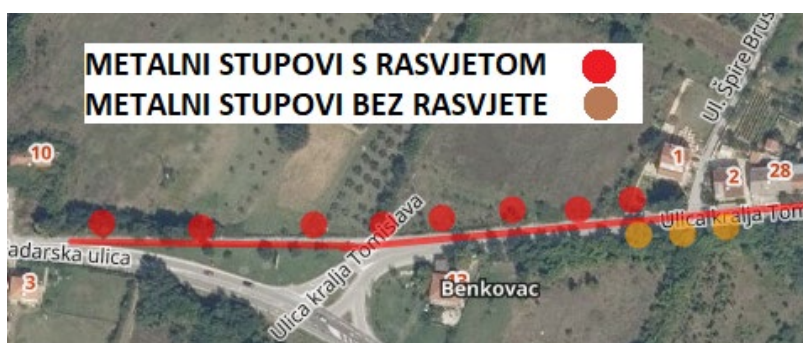 METALNI STUPOVI S RASVJETOM
METALNI STUPOVI BEZ RASVJETE
Ul. Špire Brus
10
1
2
28
Ulica kralja Tom
Ulica kralja Tomislava
adarska ulica
3
13
Benkovac